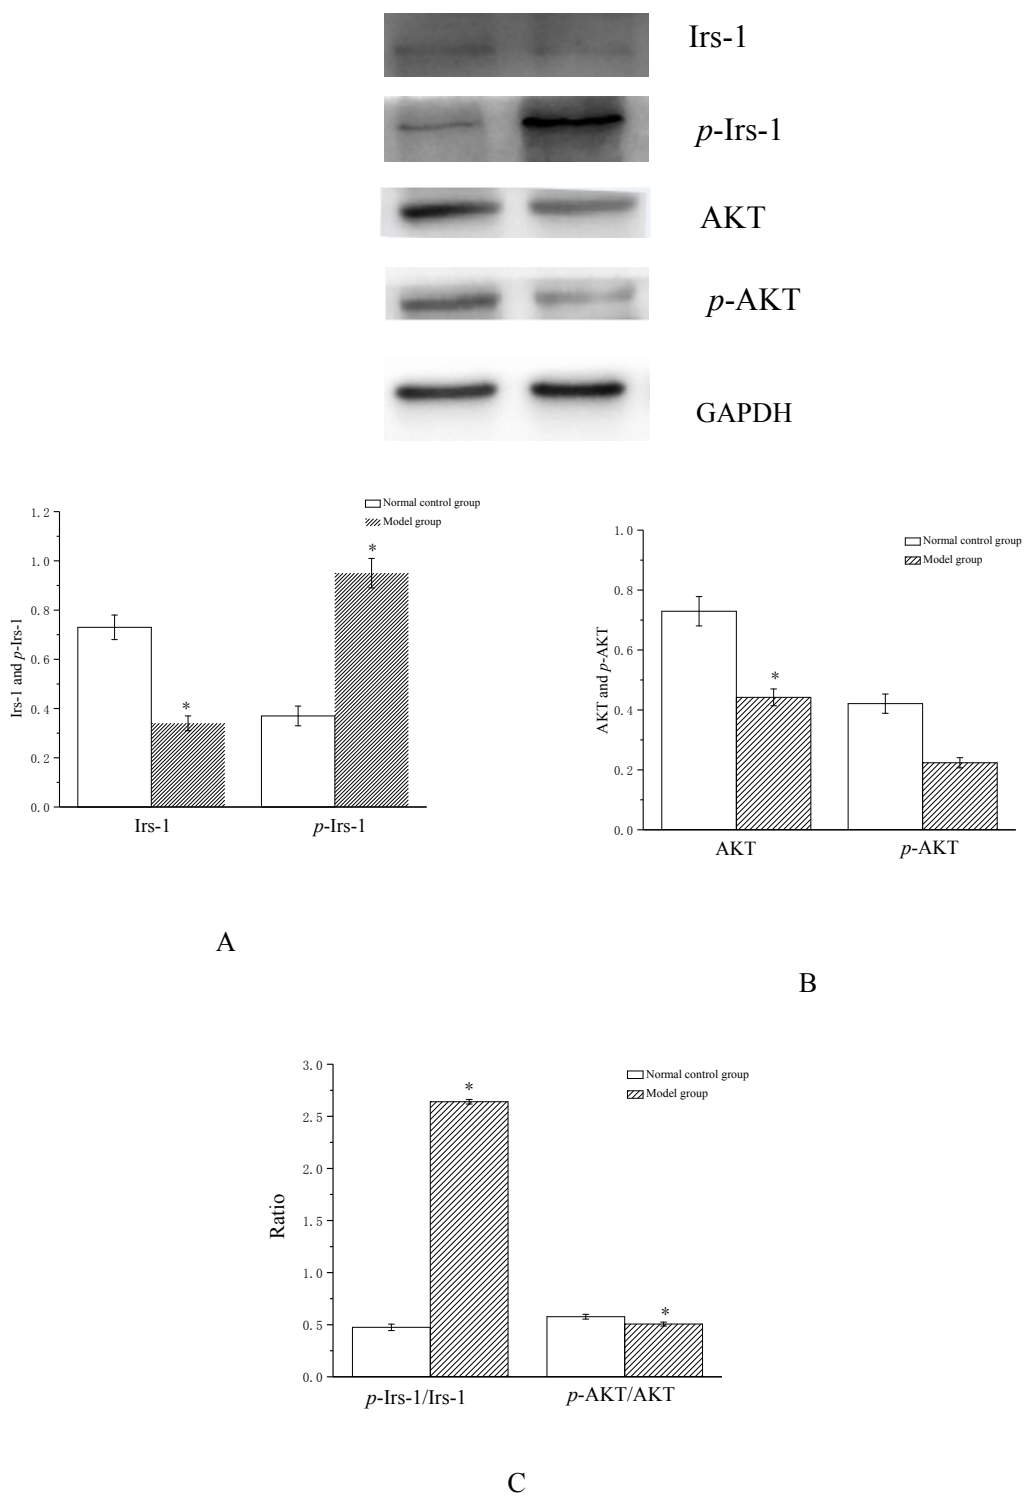 Irs-1
p-Irs-1
AKT
p-AKT
GAPDH
Normal control group
Model group
1.2
1.0
0.8
0.6
0.4
0.2
0.0
Irs-1 and p-Irs-1
*
*
Irs-1
p-Irs-1
A
Normal control group
Model group
1.0
0.8
0.6
0.4
0.2
0.0
AKT and p-AKT
*
AKT
p-AKT
B
Normal control group
Model group
3.0
2.5
2.0
1.5
1.0
0.5
0.0
Ratio
*
*
p-Irs-1/Irs-1
p-AKT/AKT
C